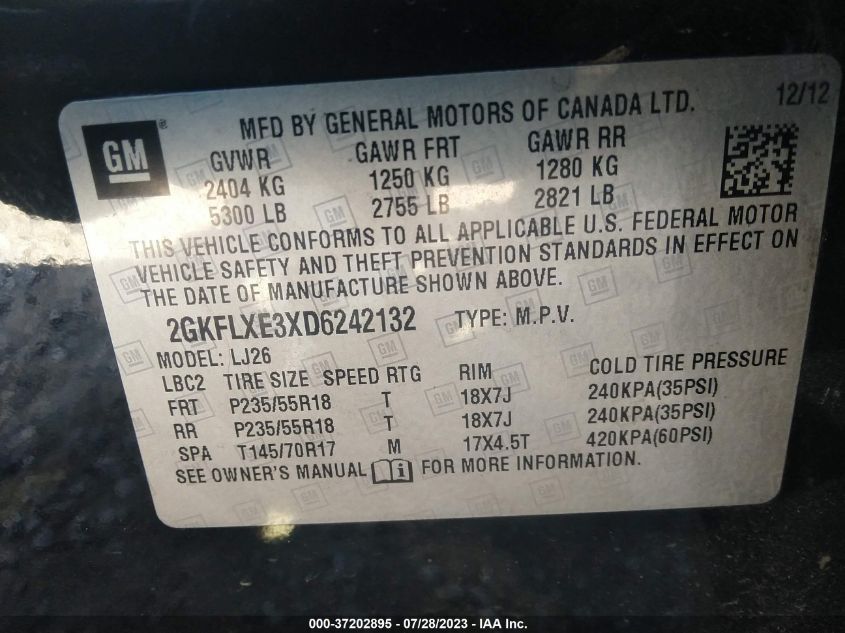 12/12
GM ®
MFD BY GENERAL MOTORS OF CANADA LTD.
GVWR GAWR FRT GAWR RR
2404 KG 1250 KG 1280 KG
5300 LB 2755 LB 2821 LB
THIS VEHICLE CONFORMS TO ALL APPLICABLE U.S. FEDERAL MOTOR
VEHICLE SAFETY AND THEFT PREVENTION STANDARDS IN EFFECT ON
THE DATE OF MANUFACTURE SHOWN ABOVE.
2GKFLXE3XD6242132 TYPE: M.P.V.
MODEL: LJ26
LBC2 TIRE SIZE SPEED RTG RIM COLD TIRE PRESSURE
FRT P235/55R18 T 18X7J 240KPA(35PSI)
RR P235/55R18 T 18X7J 240KPA(35PSI)
SPA T145/70R17 M 17X4.5T 420KPA(60PSI)
SEE OWNER'S MANUAL i FOR MORE INFORMATION.
000-37202895 - 07/28/2023 - IAA Inc.